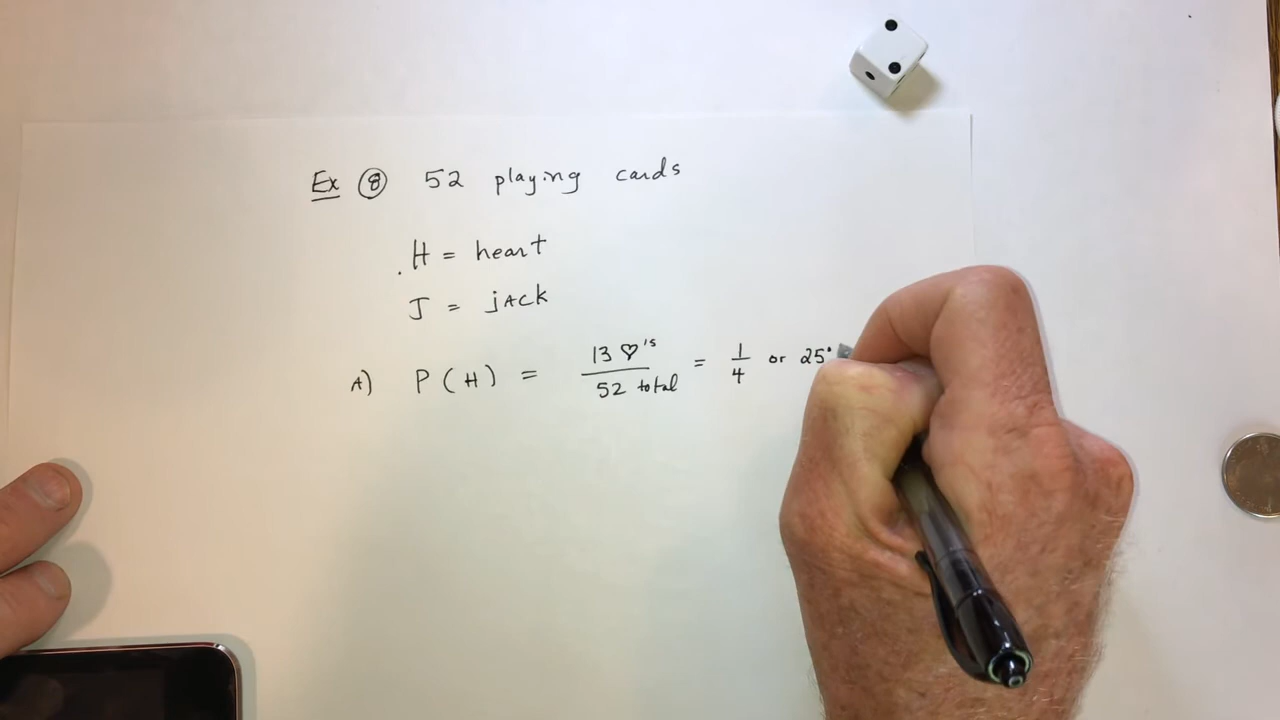 Ex ⑧ 52 playing cards
H = heart
J = jACK
A) P(H) = 13 ♡'s / 52 total = 1/4 or 25